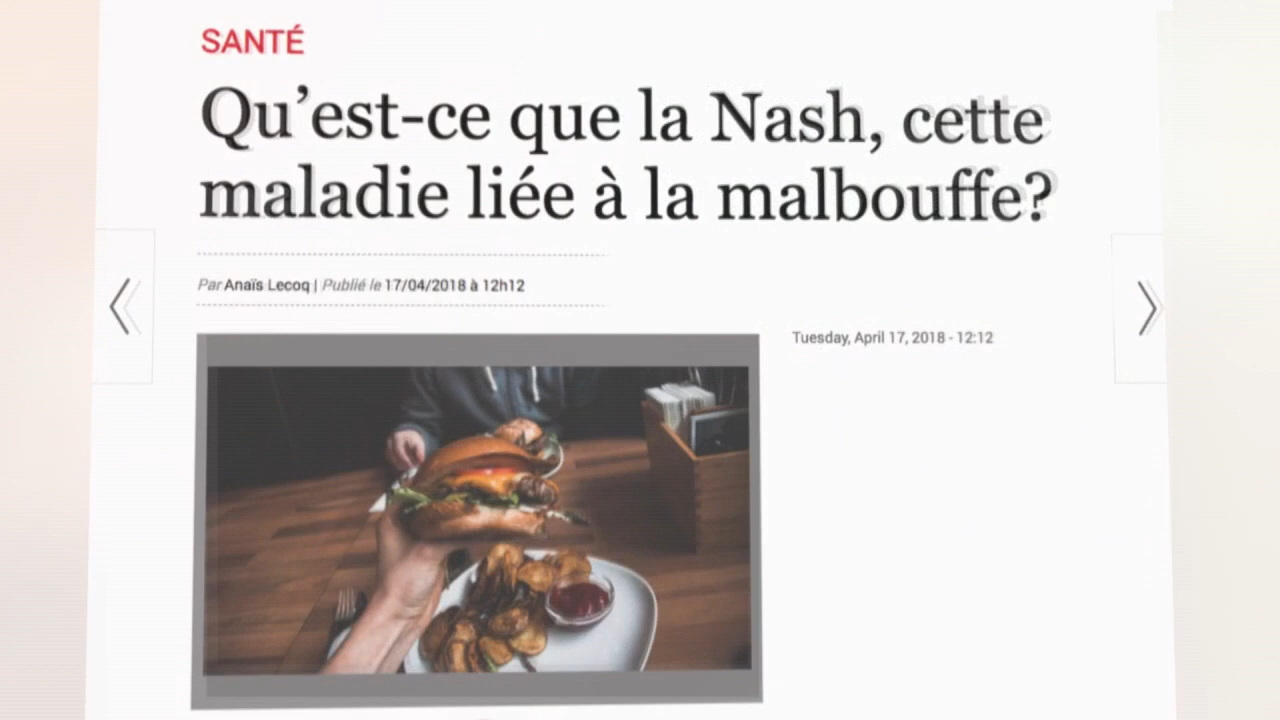 SANTÉ
Qu’est-ce que la Nash, cette
maladie liée à la malbouffe?
Par Anaïs Lecoq | Publié le 17/04/2018 à 12h12
Tuesday, April 17, 2018 - 12:12